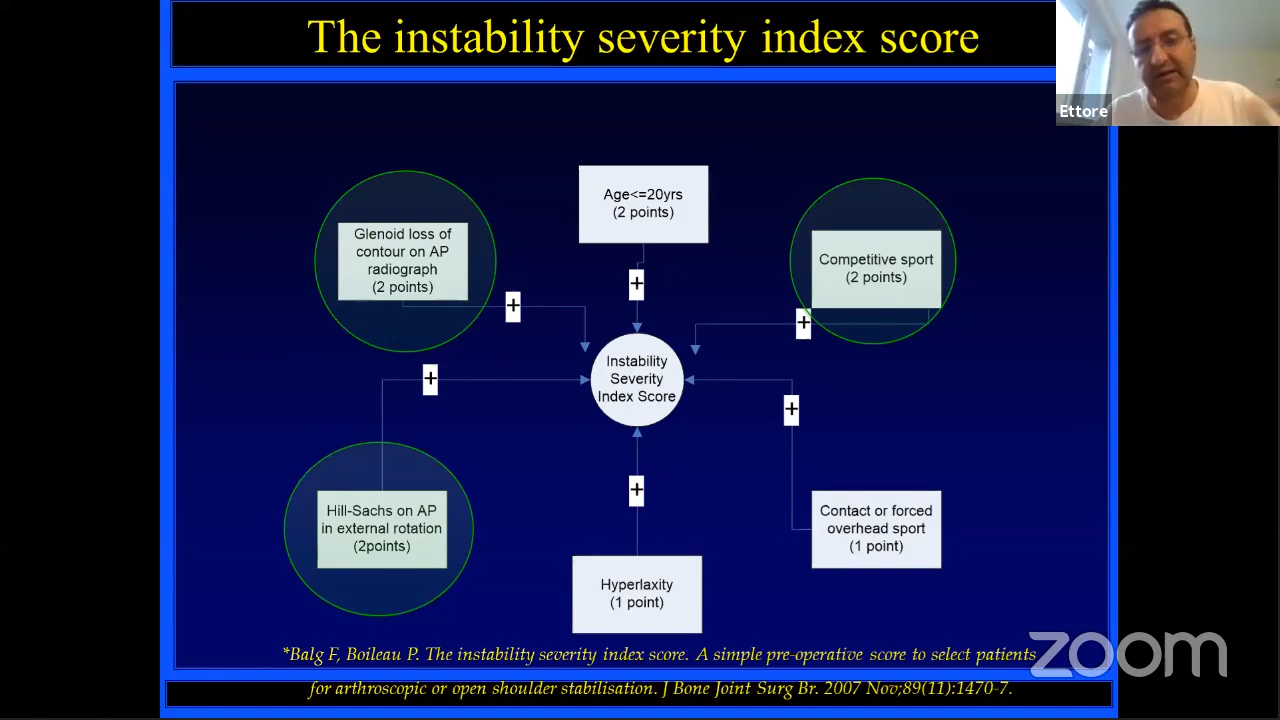 The instability severity index score
Ettore
Age<=20yrs
(2 points)
Glenoid loss of
contour on AP
radiograph
(2 points)
Competitive sport
(2 points)
+
+
+
Instability
Severity
Index Score
+
+
+
Hill-Sachs on AP
in external rotation
(2points)
Contact or forced
overhead sport
(1 point)
Hyperlaxity
(1 point)
*Balg F, Boileau P. The instability severity index score. A simple pre-operative score to select patients
for arthroscopic or open shoulder stabilisation. J Bone Joint Surg Br. 2007 Nov;89(11):1470-7.
zoom